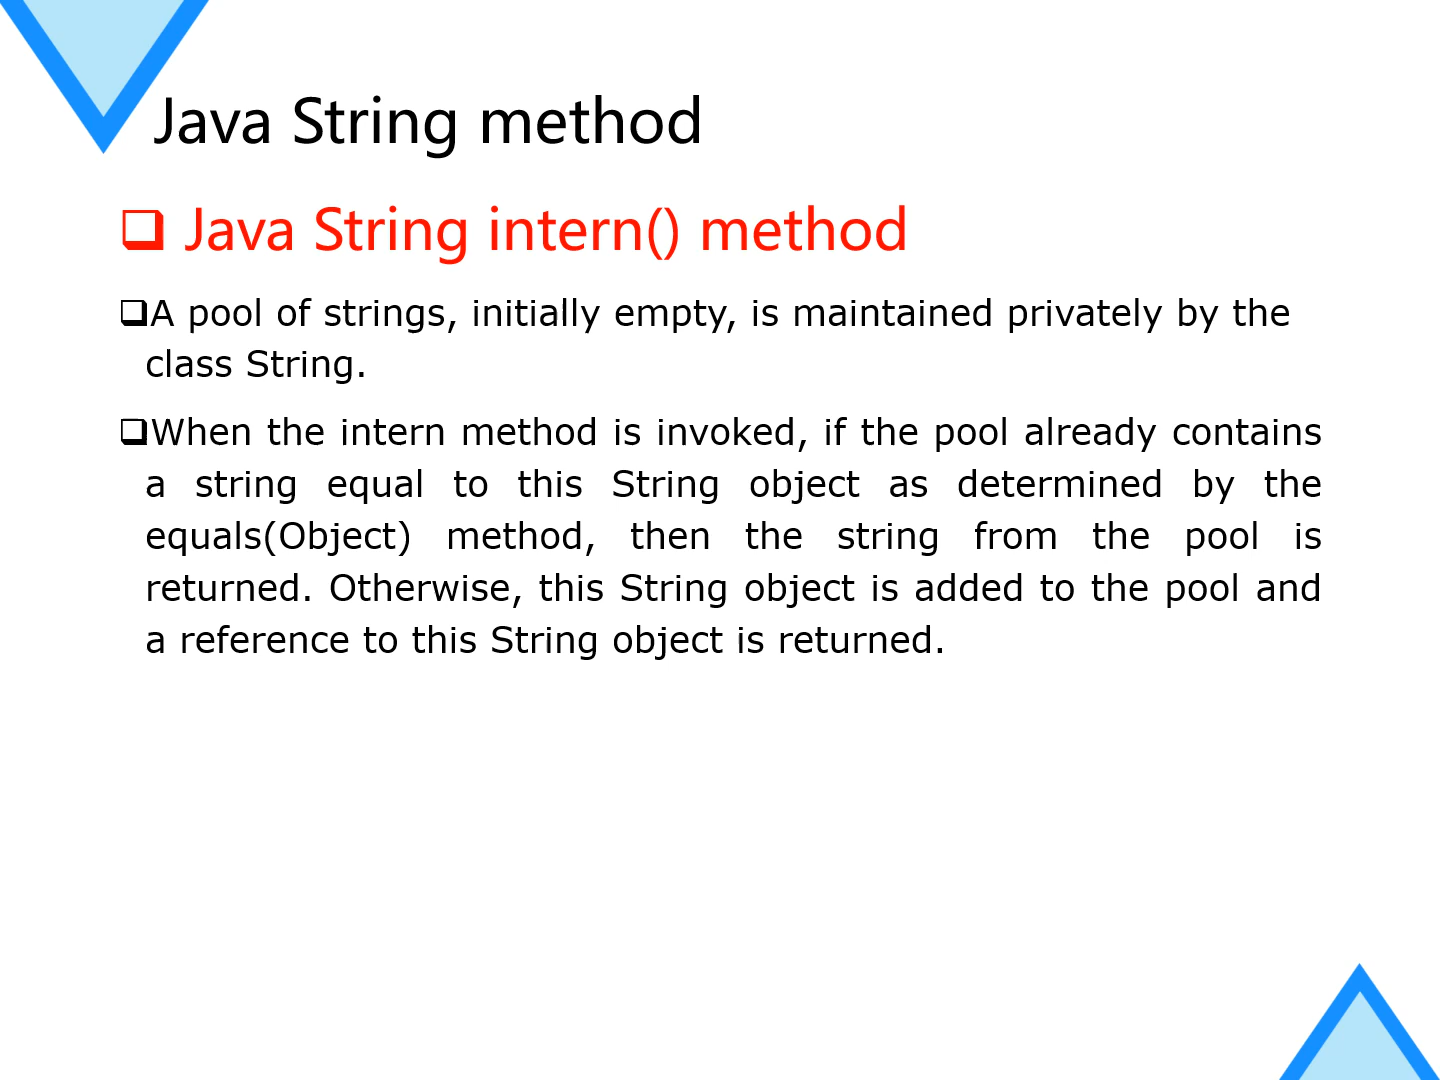 Java String method
❑ Java String intern() method
❑A pool of strings, initially empty, is maintained privately by the
class String.
❑When the intern method is invoked, if the pool already contains
a string equal to this String object as determined by the
equals(Object) method, then the string from the pool is
returned. Otherwise, this String object is added to the pool and
a reference to this String object is returned.